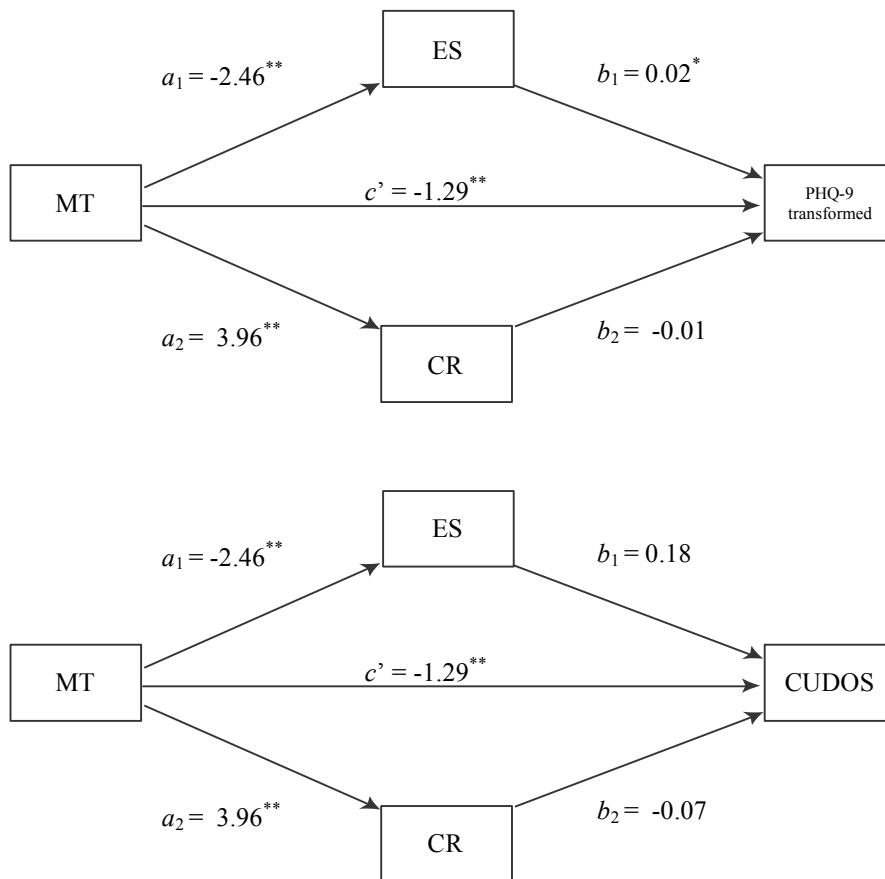 ES
a1 = -2.46**
b1 = 0.02*
MT
c’ = -1.29**
PHQ-9
transformed
a2 = 3.96**
b2 = -0.01
CR
ES
a1 = -2.46**
b1 = 0.18
MT
c’ = -1.29**
CUDOS
a2 = 3.96**
b2 = -0.07
CR